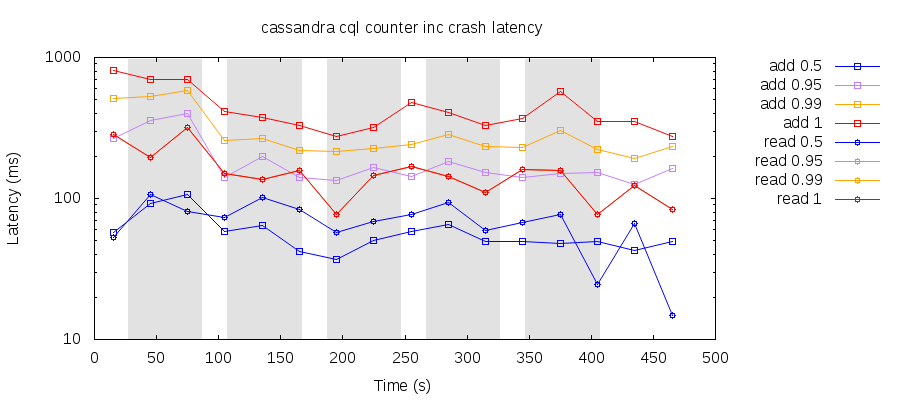 cassandra cql counter inc crash latency
1000
100
10
Latency (ms)
0 50 100 150 200 250 300 350 400 450 500
Time (s)
add 0.5
add 0.95
add 0.99
add 1
read 0.5
read 0.95
read 0.99
read 1